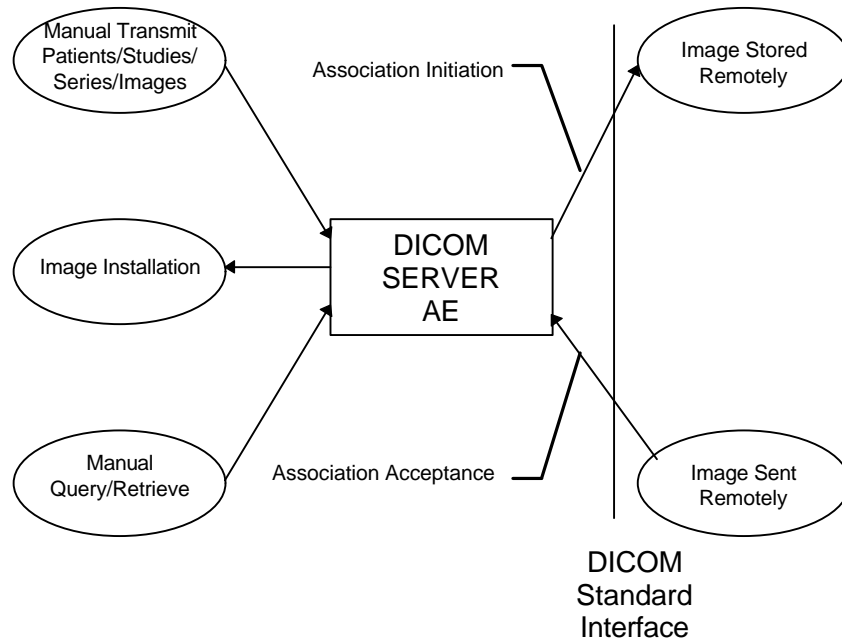 Manual Transmit
Patients/Studies/
Series/Images
Association Initiation
Image Stored
Remotely
Image Installation
DICOM
SERVER
AE
Manual
Query/Retrieve
Association Acceptance
Image Sent
Remotely
DICOM
Standard
Interface